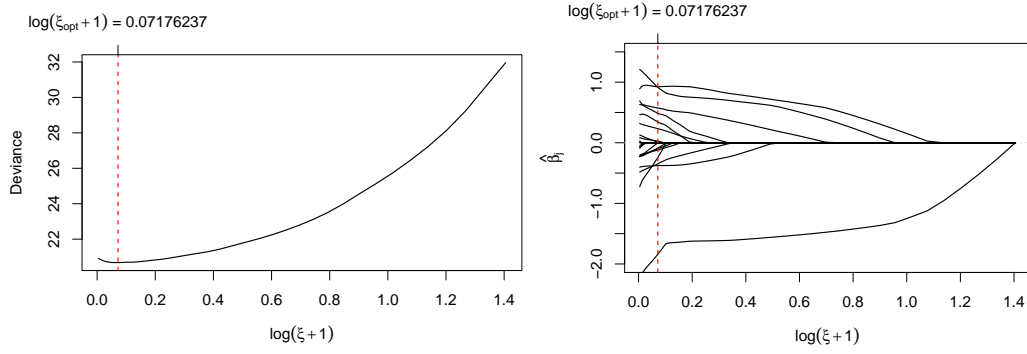 log(ξopt + 1) = 0.07176237
Deviance
32
30
28
26
24
22
0.0 0.2 0.4 0.6 0.8 1.0 1.2 1.4
log(ξ + 1)
log(ξopt + 1) = 0.07176237
β̂j
1.0
0.0
−1.0
−2.0
0.0 0.2 0.4 0.6 0.8 1.0 1.2 1.4
log(ξ + 1)